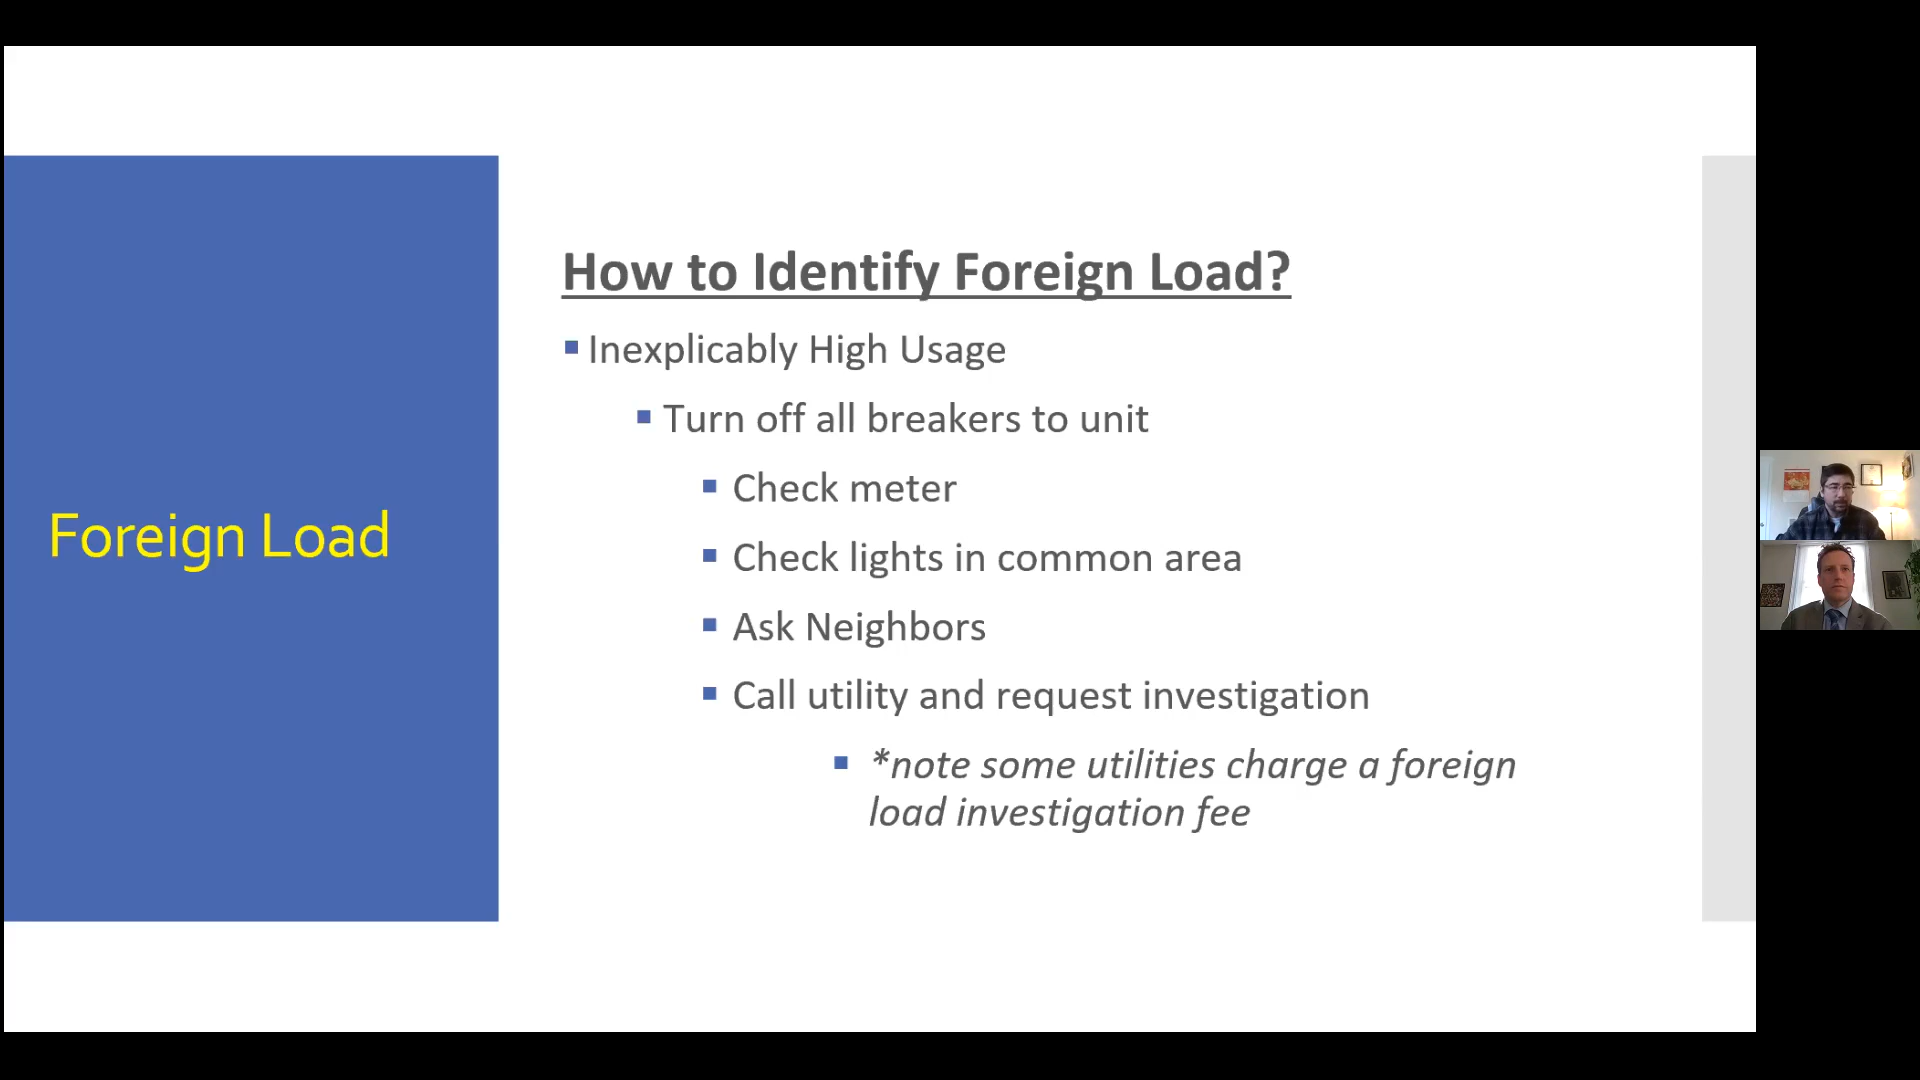 Foreign Load
How to Identify Foreign Load?
Inexplicably High Usage
Turn off all breakers to unit
Check meter
Check lights in common area
Ask Neighbors
Call utility and request investigation
*note some utilities charge a foreign
load investigation fee